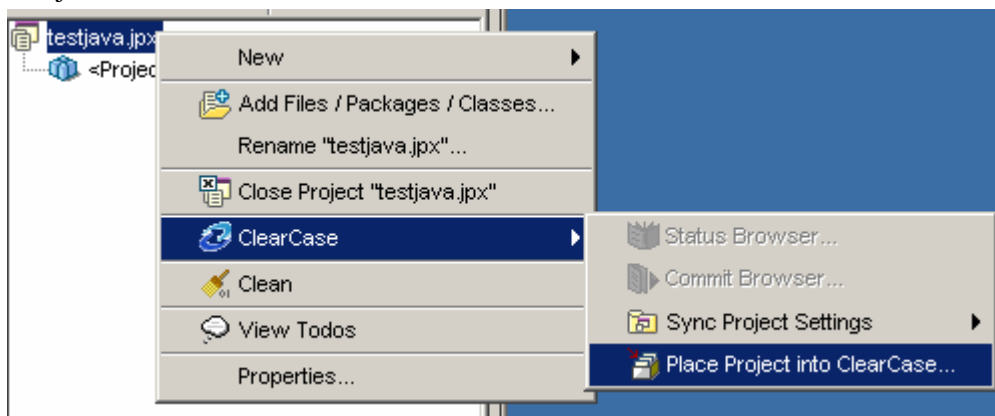 testjava.jpx
<Projec
New
Add Files / Packages / Classes...
Rename "testjava.jpx"...
Close Project "testjava.jpx"
ClearCase
Clean
View Todos
Properties...
Status Browser...
Commit Browser...
Sync Project Settings
Place Project into ClearCase...